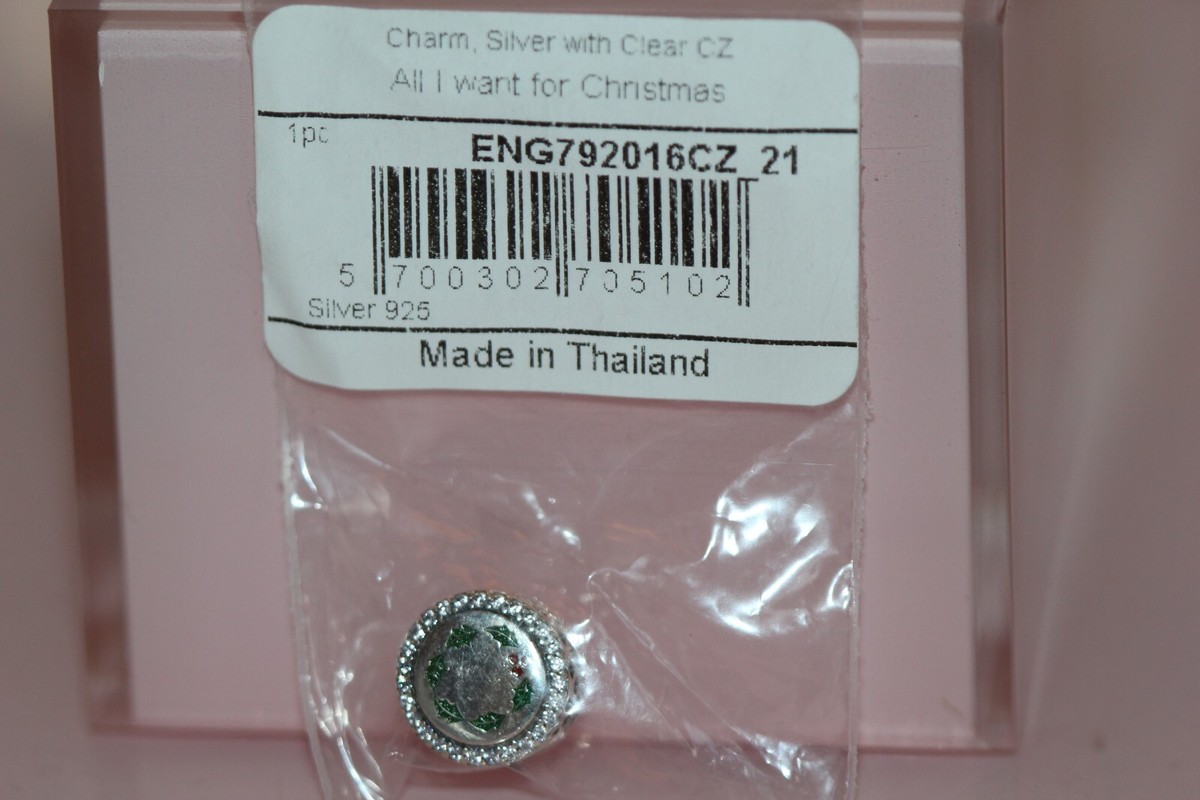 Charm, Silver with Clear CZ
All I want for Christmas
1pc
ENG792016CZ_21
5 700302 705102
Silver 925
Made in Thailand